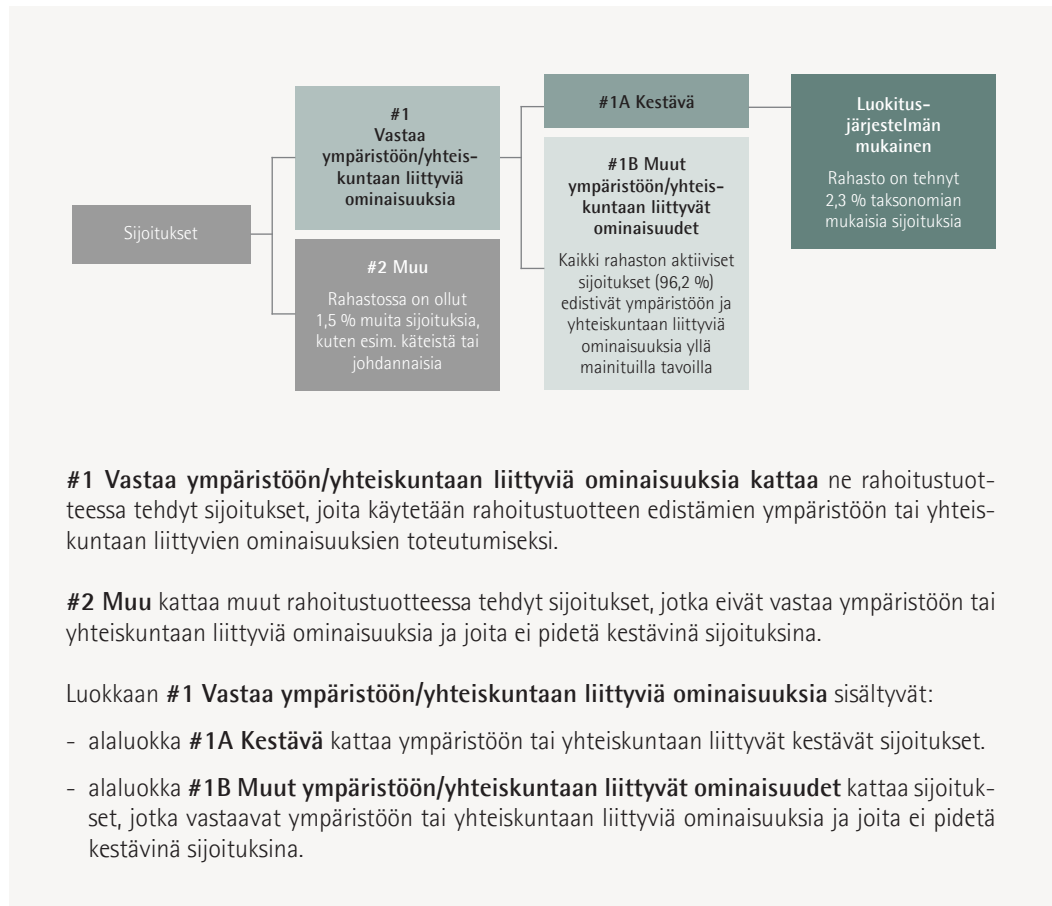 Sijoitukset
#1
Vastaa
ympäristöön/yhteis-
kuntaan liittyviä
ominaisuuksia
#2 Muu
Rahastossa on ollut
1,5 % muita sijoituksia,
kuten esim. käteistä tai
johdannaisia
#1A Kestävä
#1B Muut
ympäristöön/yhteis-
kuntaan liittyvät
ominaisuudet
Kaikki rahaston aktiiviset
sijoitukset (96,2 %)
edistivät ympäristöön ja
yhteiskuntaan liittyviä
ominaisuuksia yllä
mainituilla tavoilla
Luokitus-
järjestelmän
mukainen
Rahasto on tehnyt
2,3 % taksonomian
mukaisia sijoituksia
#1 Vastaa ympäristöön/yhteiskuntaan liittyviä ominaisuuksia kattaa ne rahoitustuot-
teessa tehdyt sijoitukset, joita käytetään rahoitustuotteen edistämien ympäristöön tai yhteis-
kuntaan liittyvien ominaisuuksien toteutumiseksi.
#2 Muu kattaa muut rahoitustuotteessa tehdyt sijoitukset, jotka eivät vastaa ympäristöön tai
yhteiskuntaan liittyviä ominaisuuksia ja joita ei pidetä kestävinä sijoituksina.
Luokkaan #1 Vastaa ympäristöön/yhteiskuntaan liittyviä ominaisuuksia sisältyvät:
- alaluokka #1A Kestävä kattaa ympäristöön tai yhteiskuntaan liittyvät kestävät sijoitukset.
- alaluokka #1B Muut ympäristöön/yhteiskuntaan liittyvät ominaisuudet kattaa sijoituk-
set, jotka vastaavat ympäristöön tai yhteiskuntaan liittyviä ominaisuuksia ja joita ei pidetä
kestävinä sijoituksina.